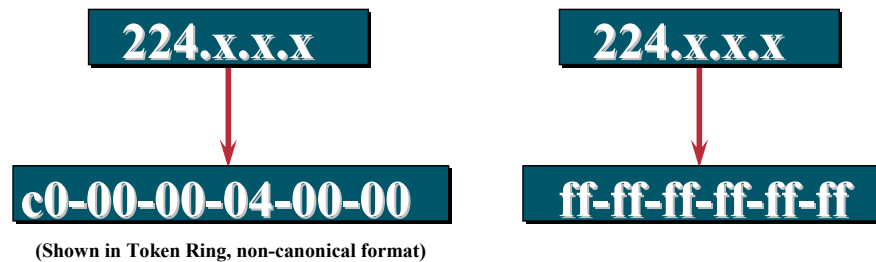 224.x.x.x
224.x.x.x
c0-00-00-04-00-00
ff-ff-ff-ff-ff-ff
(Shown in Token Ring, non-canonical format)